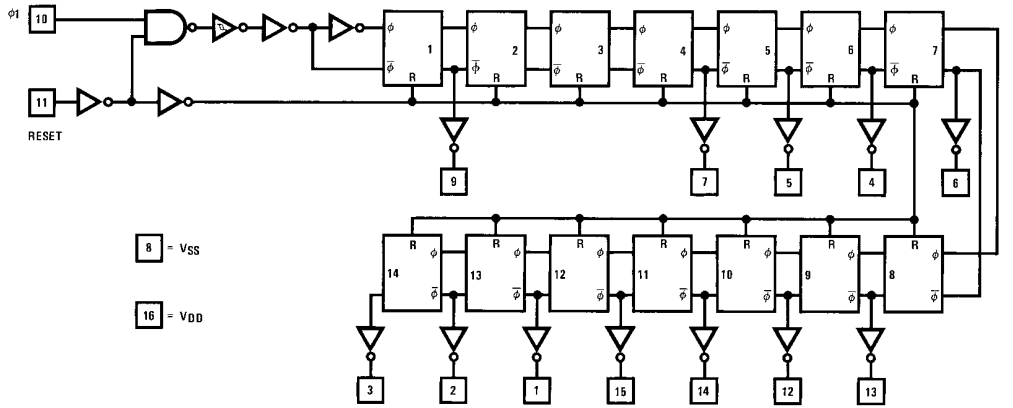 ϕ1 10
ϕ ϕ ϕ ϕ ϕ ϕ ϕ
1 2 3 4 5 6 7
ϕ̅ ϕ̅ ϕ̅ ϕ̅ ϕ̅ ϕ̅ ϕ̅
R R R R R R R
11
RESET
9 7 5 4 6
8 = VSS
R R R R R R R
ϕ ϕ ϕ ϕ ϕ ϕ ϕ
14 13 12 11 10 9 8
ϕ̅ ϕ̅ ϕ̅ ϕ̅ ϕ̅ ϕ̅ ϕ̅
16 = VDD
3 2 1 15 14 12 13